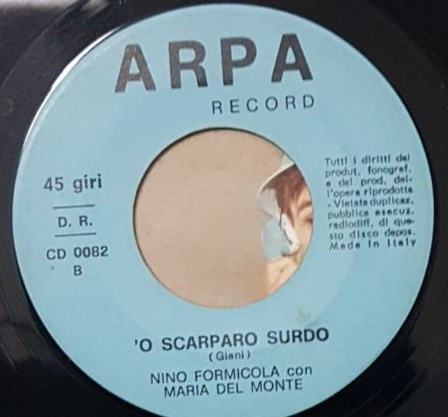 ARPA
RECORD
45 giri
D. R.
CD 0082
B
Tutti i diritti del
produt. fonograf.
e del prod. del-
l'opera riprodotta
- Vietata duplicaz.
pubblica esecuz.
radiodiff. di que-
sto disco depos.
Made in Italy
'O SCARPARO SURDO
(Giani)
NINO FORMICOLA con
MARIA DEL MONTE